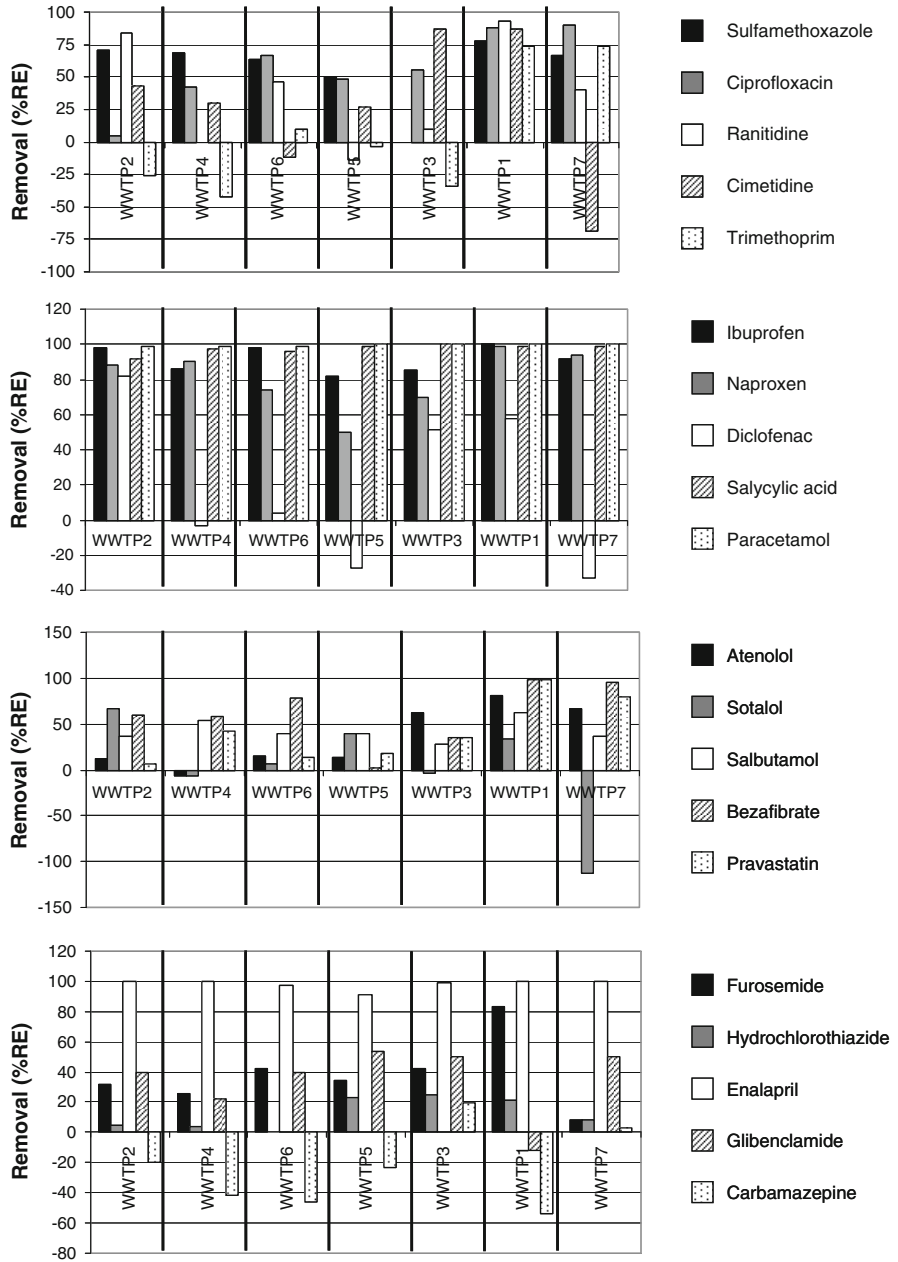 100
75
50
25
0
-25
-50
-75
-100
Removal (%RE)
WWTP2
WWTP4
WWTP6
WWTP5
WWTP3
WWTP1
WWTP7
Sulfamethoxazole
Ciprofloxacin
Ranitidine
Cimetidine
Trimethoprim
120
100
80
60
40
20
0
-20
-40
Removal (%RE)
WWTP2 WWTP4 WWTP6 WWTP5 WWTP3 WWTP1 WWTP7
Ibuprofen
Naproxen
Diclofenac
Salycylic acid
Paracetamol
150
100
50
0
-50
-100
-150
Removal (%RE)
WWTP2 WWTP4 WWTP6 WWTP5 WWTP3 WWTP1 WWTP7
Atenolol
Sotalol
Salbutamol
Bezafibrate
Pravastatin
120
100
80
60
40
20
0
-20
-40
-60
-80
Removal (%RE)
WWTP2
WWTP4
WWTP6
WWTP5
WWTP3
WWTP1
WWTP7
Furosemide
Hydrochlorothiazide
Enalapril
Glibenclamide
Carbamazepine